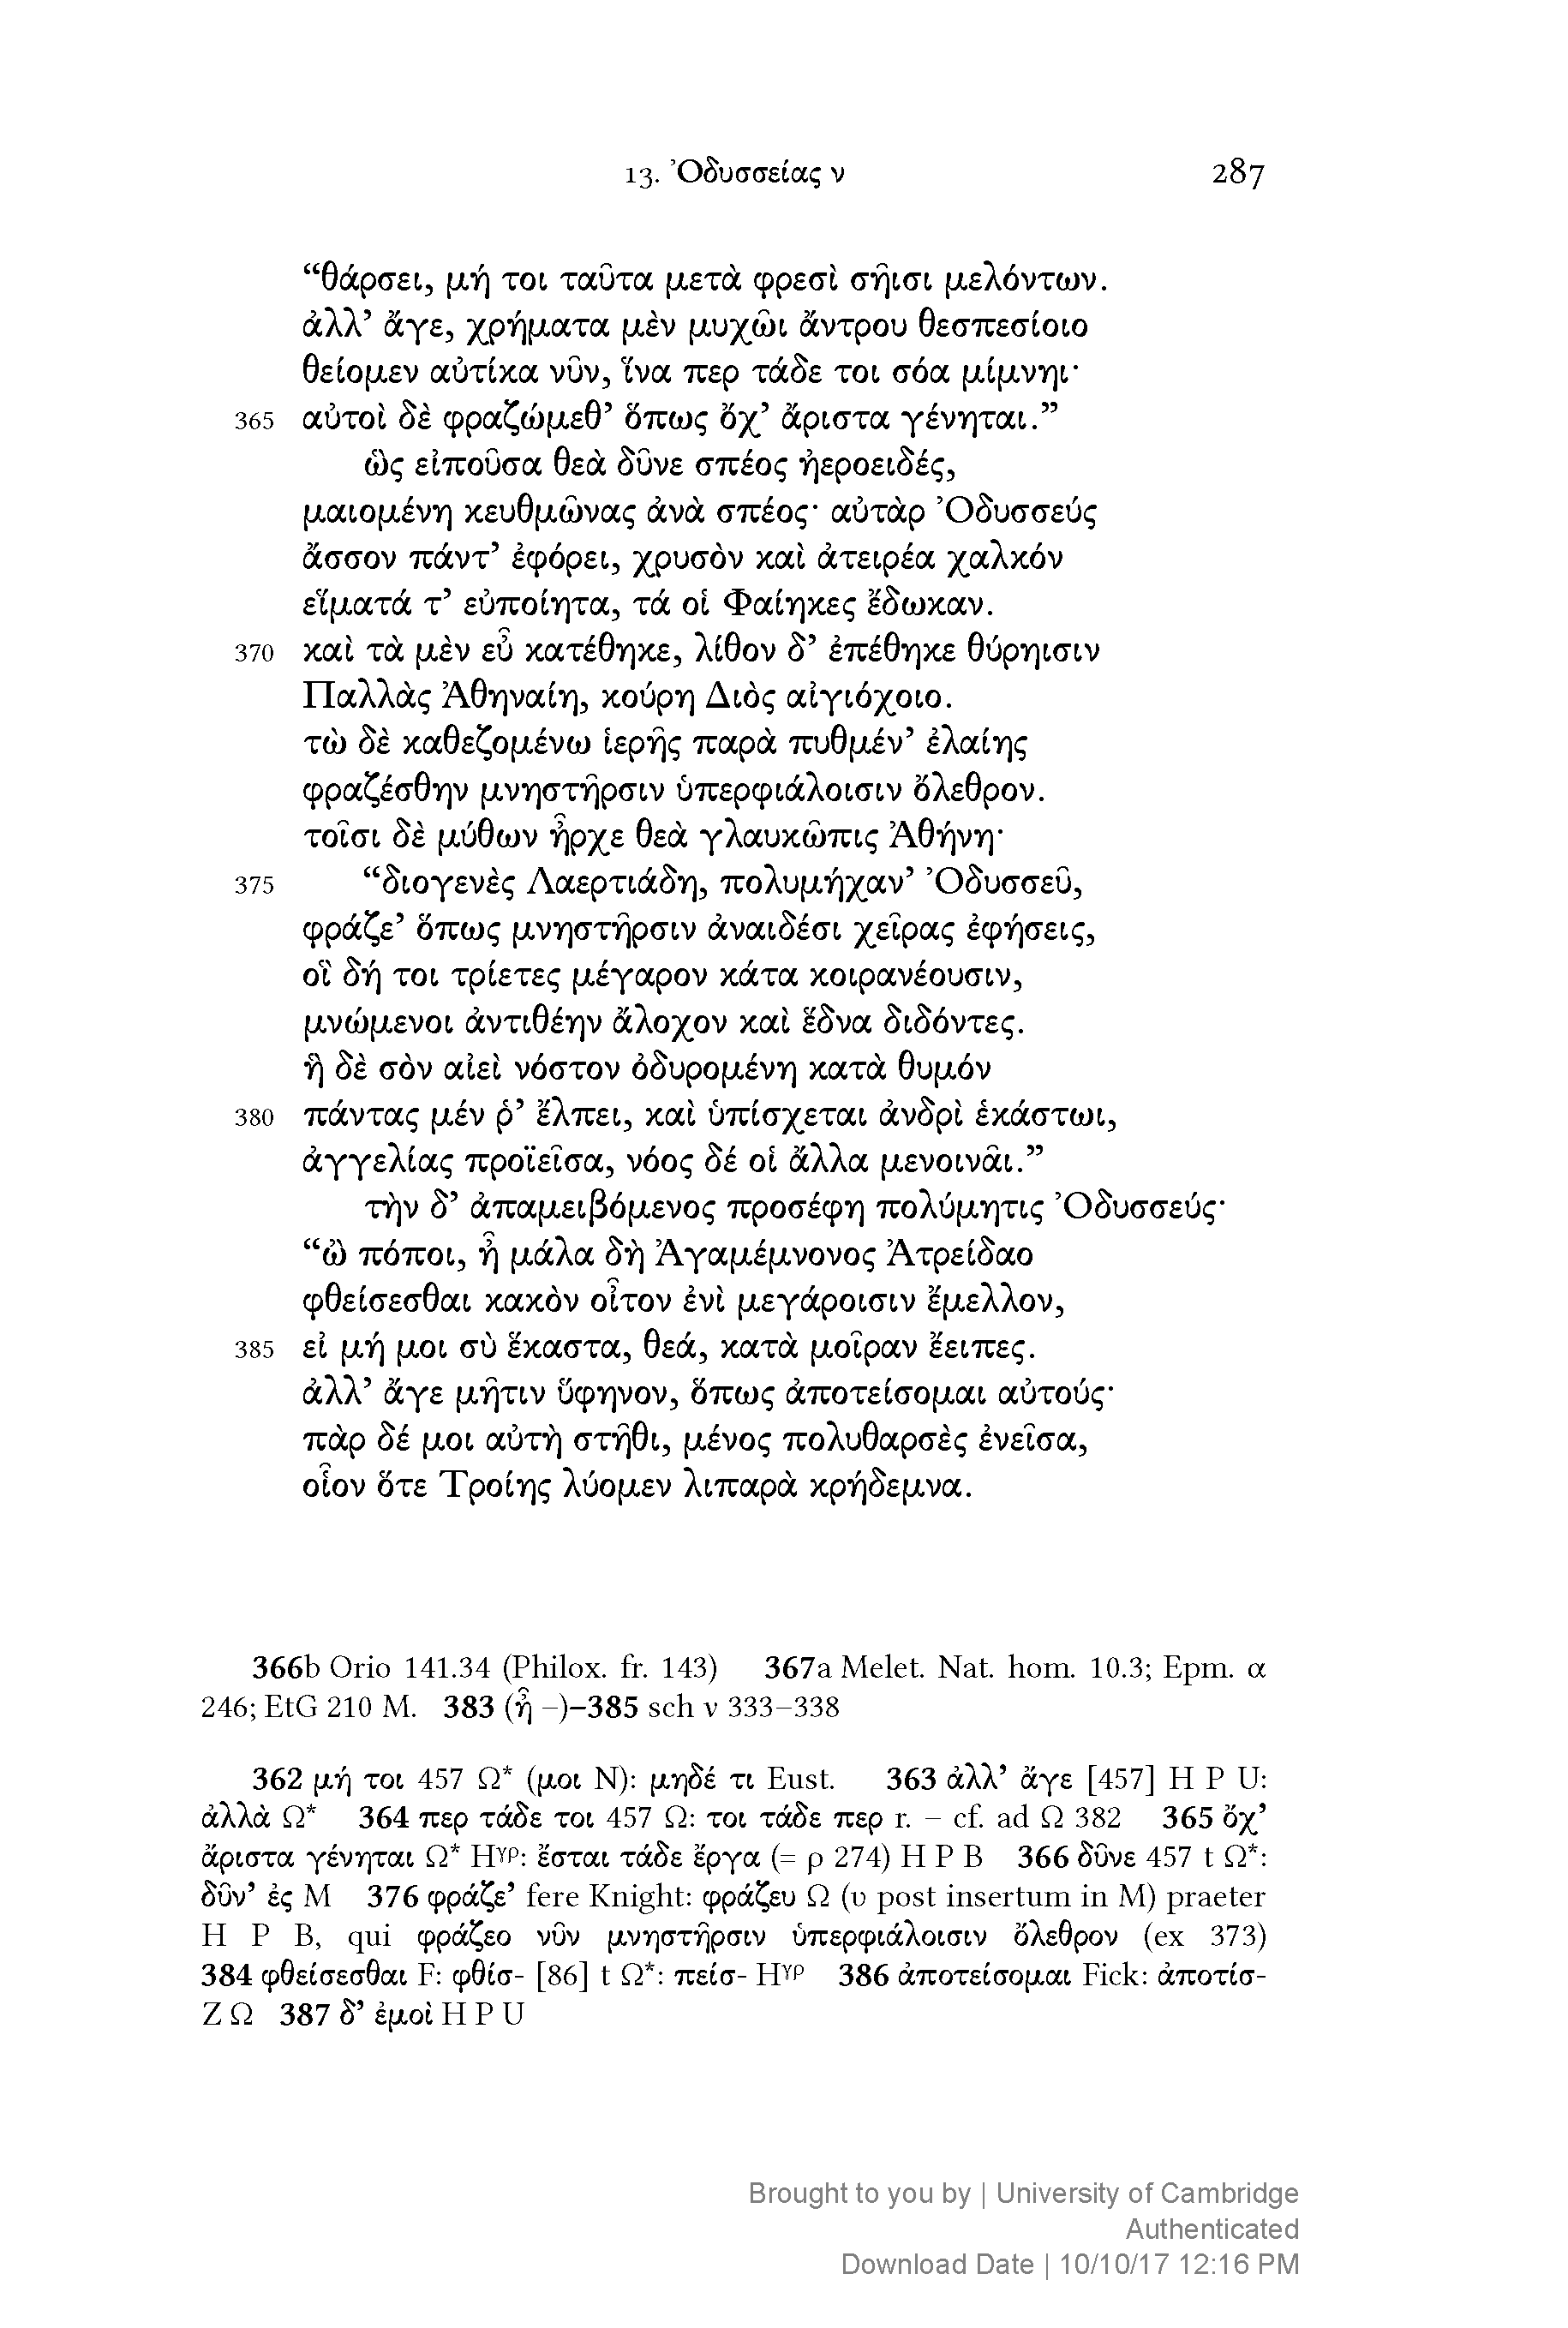 13. Ὀδυσσείας ν 287
“θάρσει, μή τοι ταῦτα μετὰ φρεσὶ σῆισι μελόντων.
ἀλλ’ ἄγε, χρήματα μὲν μυχῶι ἄντρου θεσπεσίοιο
θείομεν αὐτίκα νῦν, ἵνα περ τάδε τοι σόα μίμνηι·
365 αὐτοὶ δὲ φραζώμεθ’ ὅπως ὄχ’ ἄριστα γένηται.”
ὣς εἰποῦσα θεὰ δῦνε σπέος ἠεροειδές,
μαιομένη κευθμῶνας ἀνὰ σπέος· αὐτὰρ Ὀδυσσεύς
ἄσσον πάντ’ ἐφόρει, χρυσὸν καὶ ἀτειρέα χαλκόν
εἵματά τ’ εὐποίητα, τά οἱ Φαίηκες ἔδωκαν.
370 καὶ τὰ μὲν εὖ κατέθηκε, λίθον δ’ ἐπέθηκε θύρηισιν
Παλλὰς Ἀθηναίη, κούρη Διὸς αἰγιόχοιο.
τὼ δὲ καθεζομένω ἱερῆς παρὰ πυθμέν’ ἐλαίης
φραζέσθην μνηστῆρσιν ὑπερφιάλοισιν ὄλεθρον.
τοῖσι δὲ μύθων ἦρχε θεὰ γλαυκῶπις Ἀθήνη·
375 “διογενὲς Λαερτιάδη, πολυμήχαν’ Ὀδυσσεῦ,
φράζε’ ὅπως μνηστῆρσιν ἀναιδέσι χεῖρας ἐφήσεις,
οἳ δή τοι τρίετες μέγαρον κάτα κοιρανέουσιν,
μνώμενοι ἀντιθέην ἄλοχον καὶ ἕδνα διδόντες.
ἣ δὲ σὸν αἰεὶ νόστον ὀδυρομένη κατὰ θυμόν
380 πάντας μέν ῥ’ ἔλπει, καὶ ὑπίσχεται ἀνδρὶ ἑκάστωι,
ἀγγελίας προϊεῖσα, νόος δέ οἱ ἄλλα μενοινᾶι.”
τὴν δ’ ἀπαμειβόμενος προσέφη πολύμητις Ὀδυσσεύς·
“ὢ πόποι, ἦ μάλα δὴ Ἀγαμέμνονος Ἀτρείδαο
φθείσεσθαι κακὸν οἶτον ἐνὶ μεγάροισιν ἔμελλον,
385 εἰ μή μοι σὺ ἕκαστα, θεά, κατὰ μοῖραν ἔειπες.
ἀλλ’ ἄγε μῆτιν ὕφηνον, ὅπως ἀποτείσομαι αὐτούς·
πὰρ δέ μοι αὐτὴ στῆθι, μένος πολυθαρσὲς ἐνεῖσα,
οἷον ὅτε Τροίης λύομεν λιπαρὰ κρήδεμνα.
366b Orio 141.34 (Philox. fr. 143) 367a Melet. Nat. hom. 10.3; Epm. α
246; EtG 210 M. 383 (ἦ –)–385 sch ν 333–338
362 μή τοι 457 Ω* (μοι N): μηδέ τι Eust. 363 ἀλλ’ ἄγε [457] H P U:
ἀλλὰ Ω* 364 περ τάδε τοι 457 Ω: τοι τάδε περ r. – cf. ad Ω 382 365 ὄχ’
ἄριστα γένηται Ω* Hγρ: ἔσται τάδε ἔργα (= ρ 274) H P B 366 δῦνε 457 t Ω*:
δῦν’ ἐς M 376 φράζε’ fere Knight: φράζευ Ω (υ post insertum in M) praeter
H P B, qui φράζεο νῦν μνηστῆρσιν ὑπερφιάλοισιν ὄλεθρον (ex 373)
384 φθείσεσθαι F: φθίσ- [86] t Ω*: πείσ- Hγρ 386 ἀποτείσομαι Fick: ἀποτίσ-
Z Ω 387 δ’ ἐμοὶ H P U
Brought to you by | University of Cambridge
Authenticated
Download Date | 10/10/17 12:16 PM